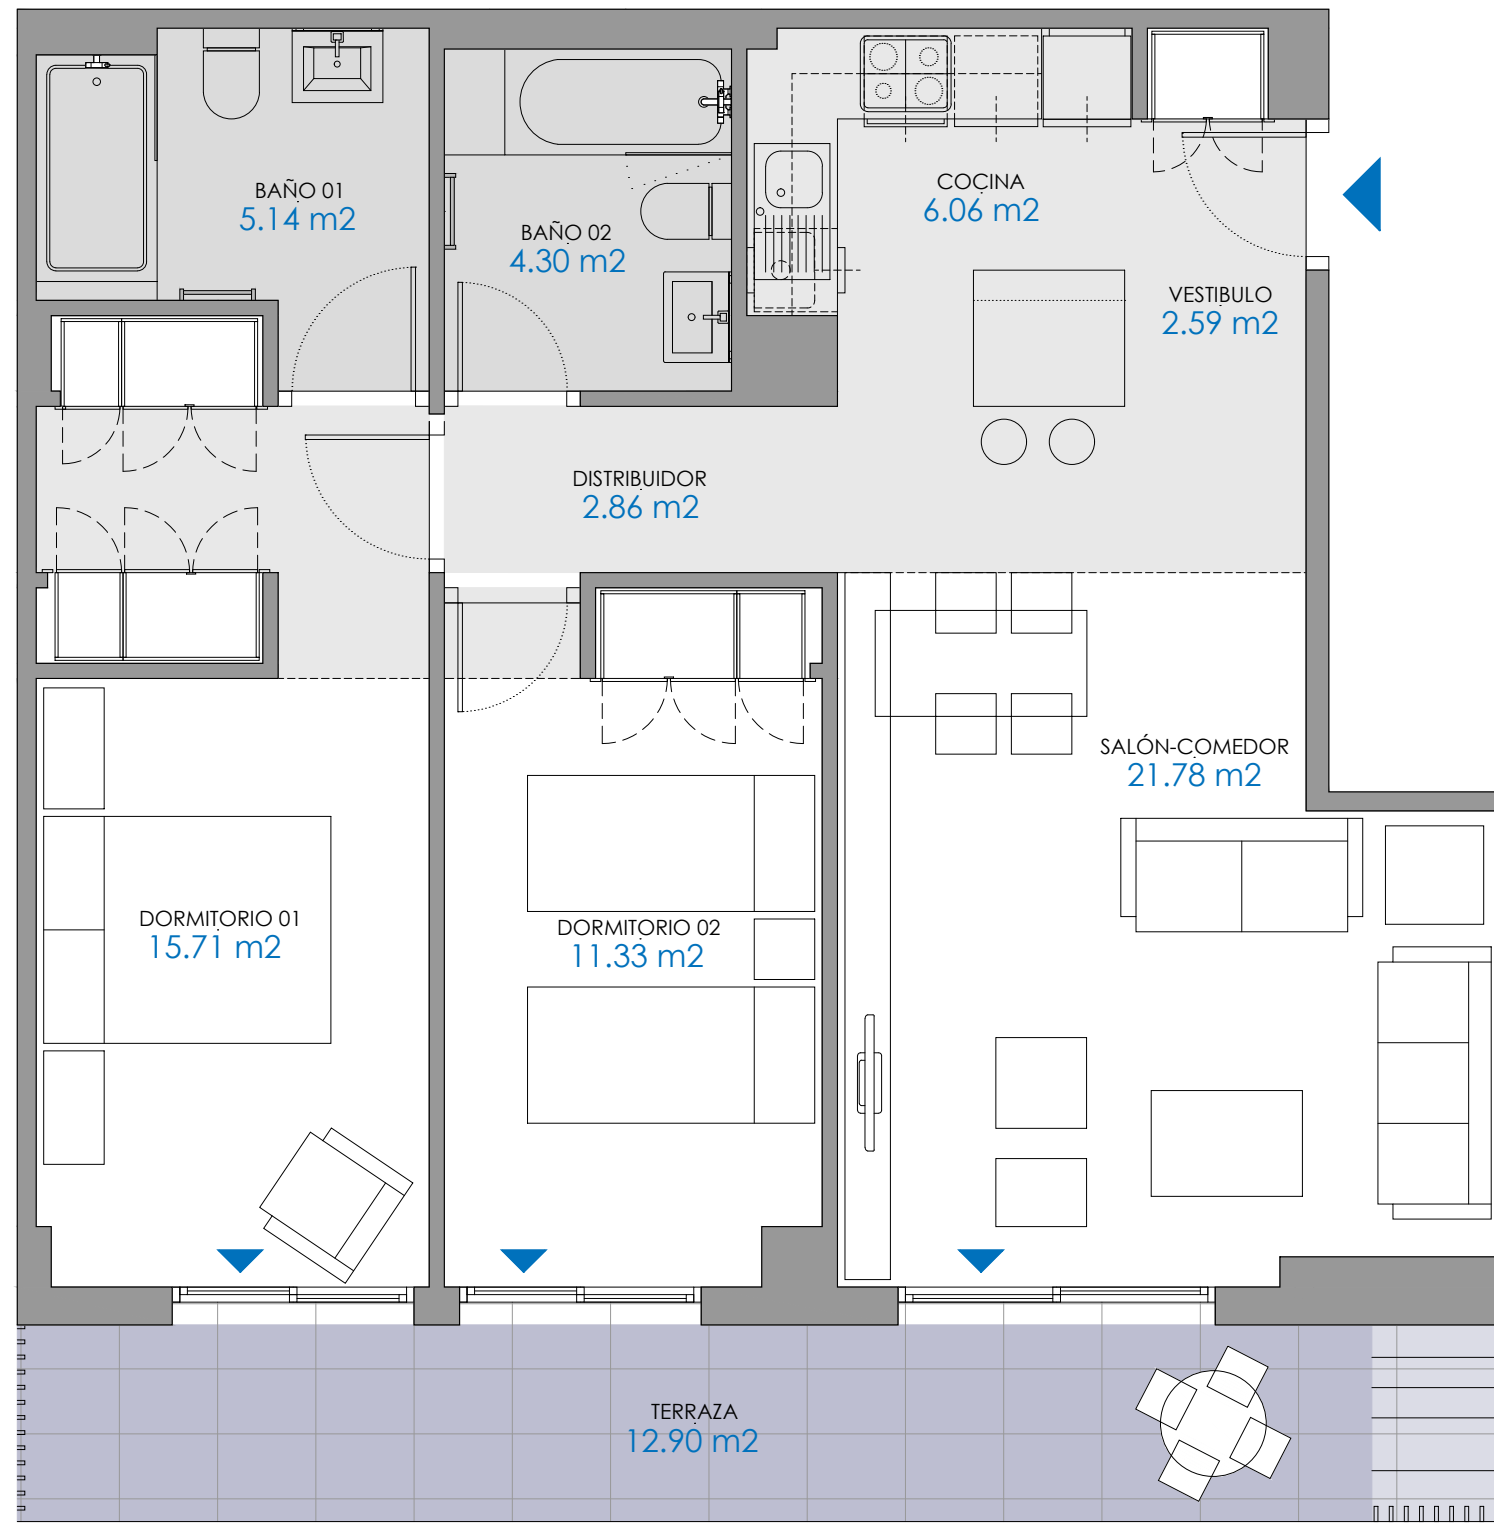 BAÑO 01
5.14 m2
BAÑO 02
4.30 m2
COCINA
6.06 m2
VESTIBULO
2.59 m2
DISTRIBUIDOR
2.86 m2
SALÓN-COMEDOR
21.78 m2
DORMITORIO 01
15.71 m2
DORMITORIO 02
11.33 m2
TERRAZA
12.90 m2